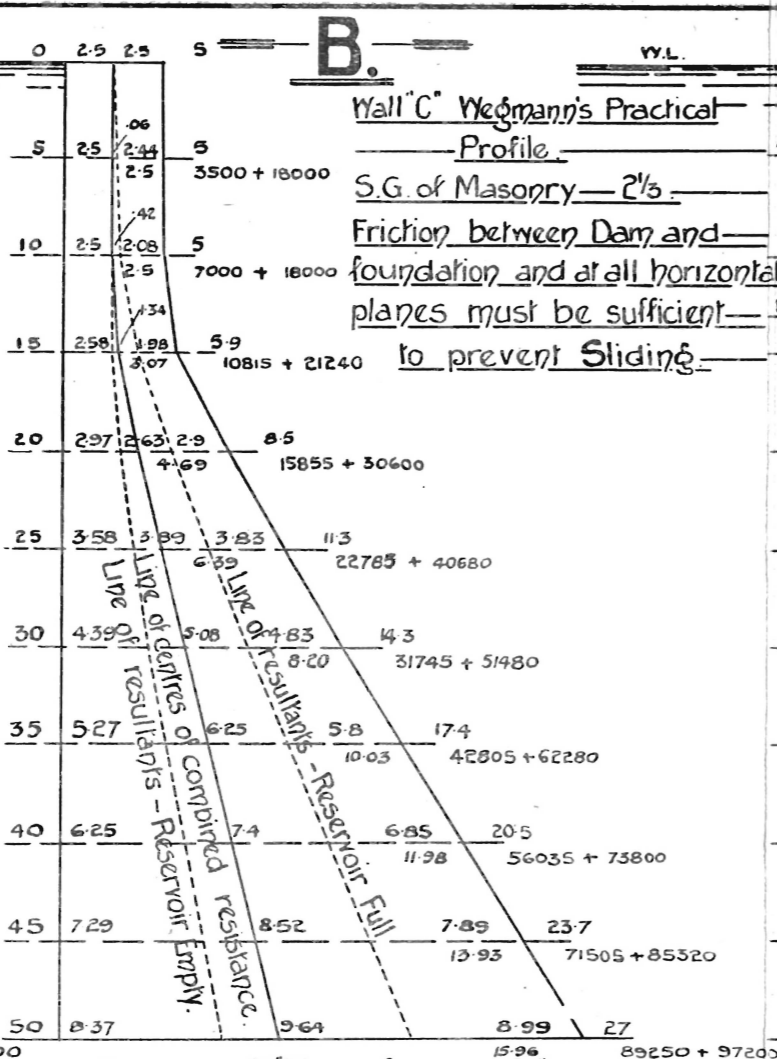 B.
W.L.
Wall "C" Wegmann's Practical
Profile.
S.G. of Masonry — 2⅓.
Friction between Dam and
foundation and at all horizontal
planes must be sufficient
to prevent Sliding.
0 2.5 2.5 5
.06
5 2.5 2.44 5
2.5 3500 + 18000
.42
10 2.5 2.08 5
2.5 7000 + 18000
1.34
15 2.58 1.98 5.9
3.07 10815 + 21240
20 2.97 2.63 2.9 8.5
4.69 15855 + 30600
25 3.58 3.89 3.83 11.3
6.39 22785 + 40680
30 4.39 5.08 4.83 14.3
8.20 31745 + 51480
35 5.27 6.25 5.8 17.4
10.03 42805 + 62280
40 6.25 7.4 6.85 20.5
11.98 56035 + 73800
45 7.29 8.52 7.89 23.7
13.93 71505 + 85320
50 8.37 9.64 8.99 27
15.96 89250 + 97200
Line of resultants - Reservoir Empty.
Line of centres of combined resistance.
Line of resultants - Reservoir Full